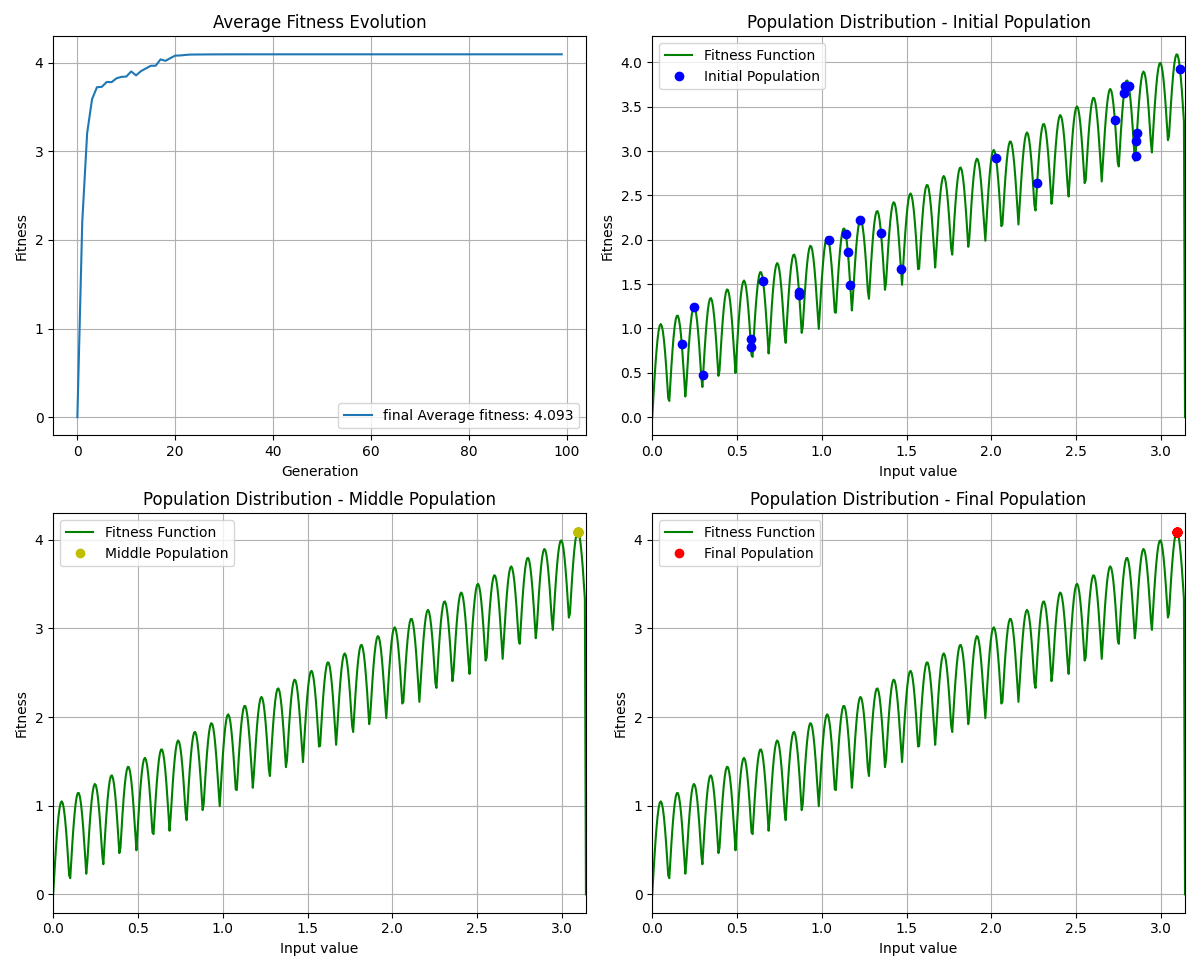 Average Fitness Evolution
Fitness
4
3
2
1
0
final Average fitness: 4.093
0 20 40 60 80 100
Generation
Population Distribution - Initial Population
Fitness
4.0
3.5
3.0
2.5
2.0
1.5
1.0
0.5
0.0
Fitness Function
Initial Population
0.0 0.5 1.0 1.5 2.0 2.5 3.0
Input value
Population Distribution - Middle Population
Fitness
4
3
2
1
0
Fitness Function
Middle Population
0.0 0.5 1.0 1.5 2.0 2.5 3.0
Input value
Population Distribution - Final Population
Fitness
4
3
2
1
0
Fitness Function
Final Population
0.0 0.5 1.0 1.5 2.0 2.5 3.0
Input value